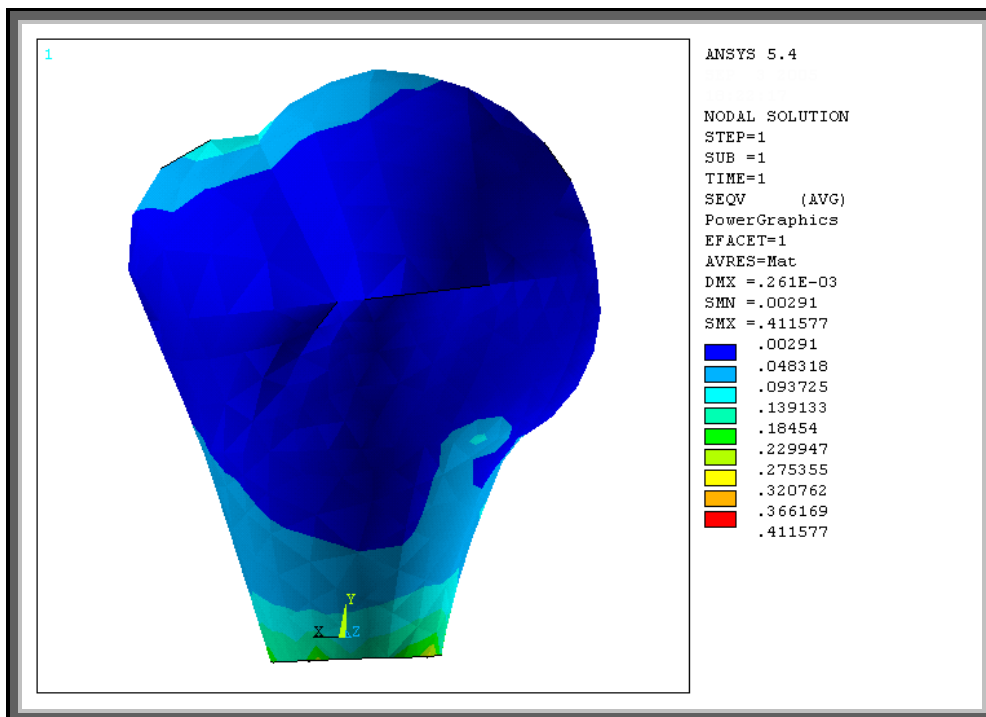 1
ANSYS 5.4
NODAL SOLUTION
STEP=1
SUB =1
TIME=1
SEQV (AVG)
PowerGraphics
EFACET=1
AVRES=Mat
DMX =.261E-03
SMN =.00291
SMX =.411577
.00291
.048318
.093725
.139133
.18454
.229947
.275355
.320762
.366169
.411577
Y
X Z